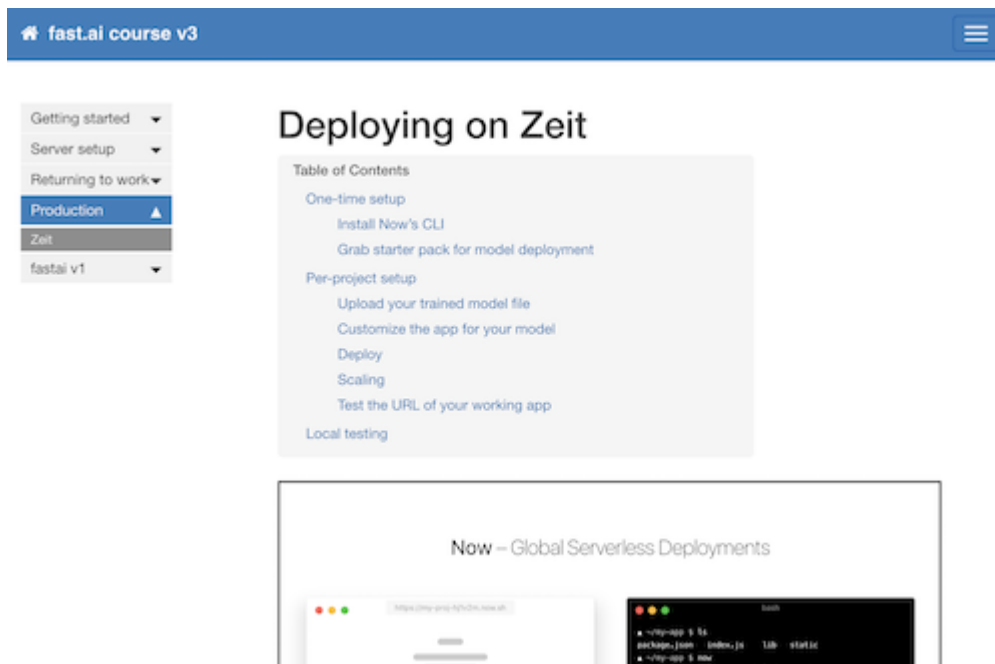 fast.ai course v3
Getting started
Server setup
Returning to work
Production
Zeit
fastai v1
Deploying on Zeit
Table of Contents
One-time setup
Install Now's CLI
Grab starter pack for model deployment
Per-project setup
Upload your trained model file
Customize the app for your model
Deploy
Scaling
Test the URL of your working app
Local testing
Now – Global Serverless Deployments
bash
▲ ~/my-app $ ls
package.json index.js lib static
▲ ~/my-app $ now